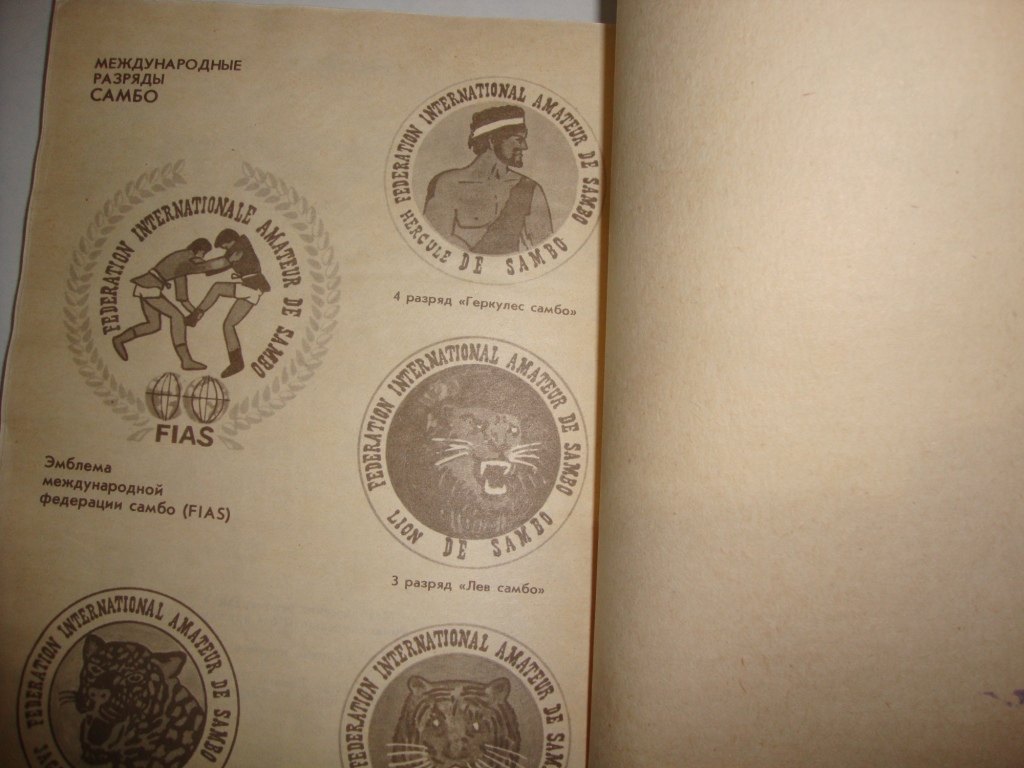 МЕЖДУНАРОДНЫЕ
РАЗРЯДЫ
САМБО
FEDERATION INTERNATIONALE AMATEUR DE SAMBO
FIAS
Эмблема
международной
федерации самбо (FIAS)
FEDERATION INTERNATIONAL AMATEUR DE SAMBO
HERCULE DE SAMBO
4 разряд «Геркулес самбо»
FEDERATION INTERNATIONAL AMATEUR DE SAMBO
LION DE SAMBO
3 разряд «Лев самбо»
FEDERATION INTERNATIONAL AMATEUR DE SAMBO
FEDERATION INTERNATIONAL AMATEUR DE